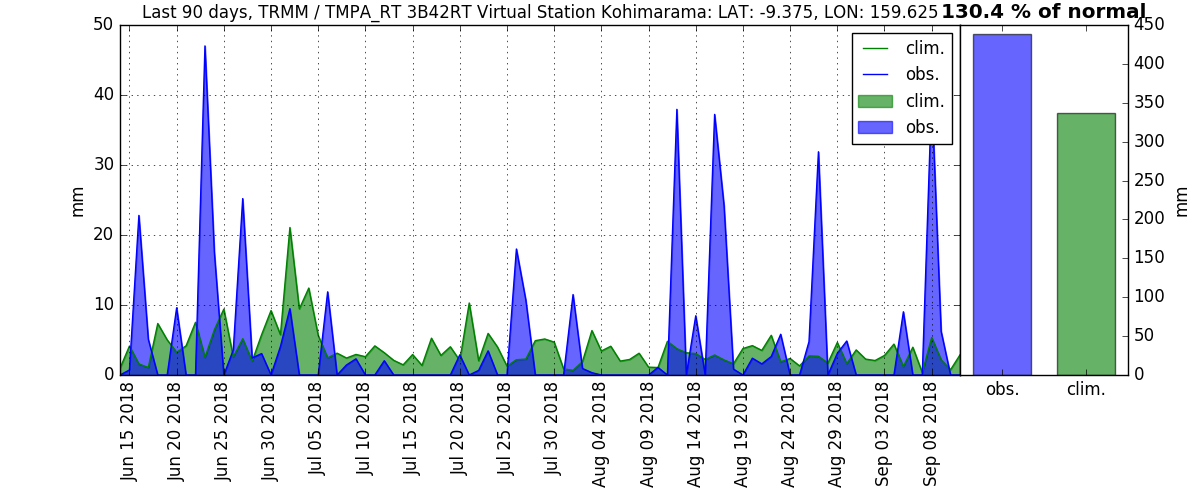 Last 90 days, TRMM / TMPA_RT 3B42RT Virtual Station Kohimarama: LAT: -9.375, LON: 159.625
130.4 % of normal
mm
50
40
30
20
10
0
clim.
obs.
clim.
obs.
450
400
350
300
250
200
150
100
50
0
mm
Jun 15 2018
Jun 20 2018
Jun 25 2018
Jun 30 2018
Jul 05 2018
Jul 10 2018
Jul 15 2018
Jul 20 2018
Jul 25 2018
Jul 30 2018
Aug 04 2018
Aug 09 2018
Aug 14 2018
Aug 19 2018
Aug 24 2018
Aug 29 2018
Sep 03 2018
Sep 08 2018
obs.
clim.